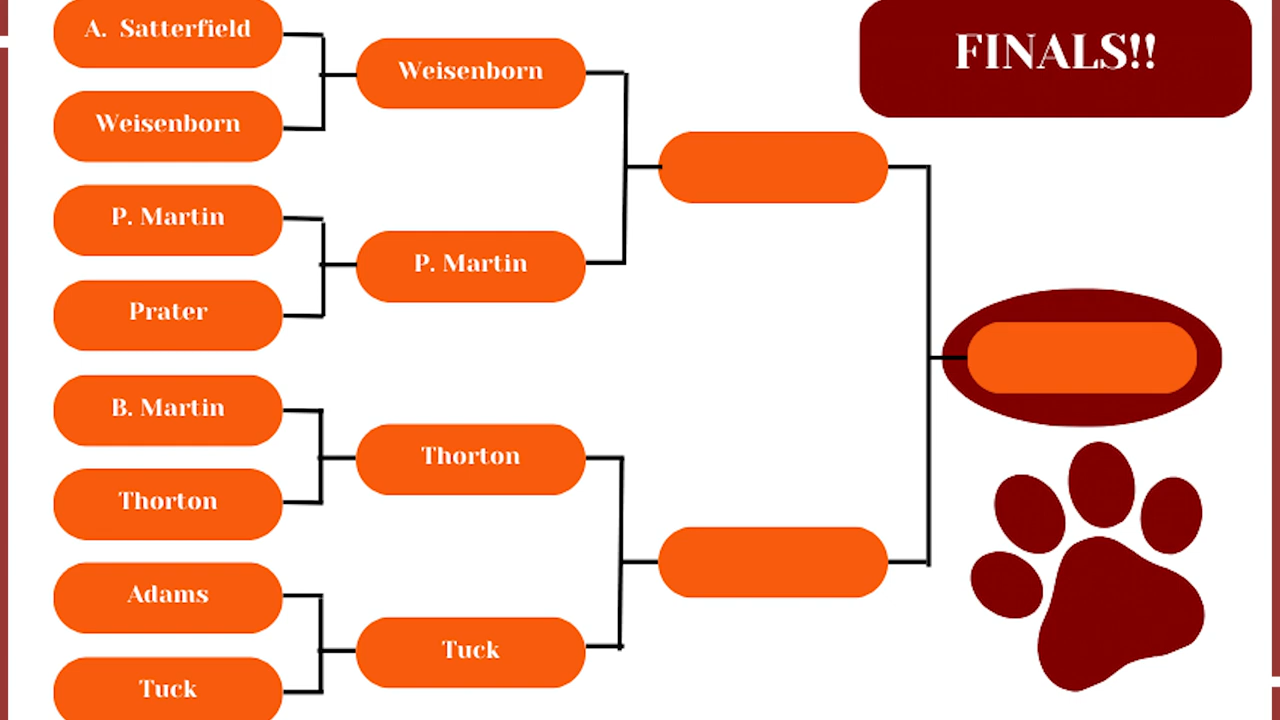 A. Satterfield
Weisenborn
P. Martin
Prater
B. Martin
Thorton
Adams
Tuck
Weisenborn
P. Martin
Thorton
Tuck
FINALS!!